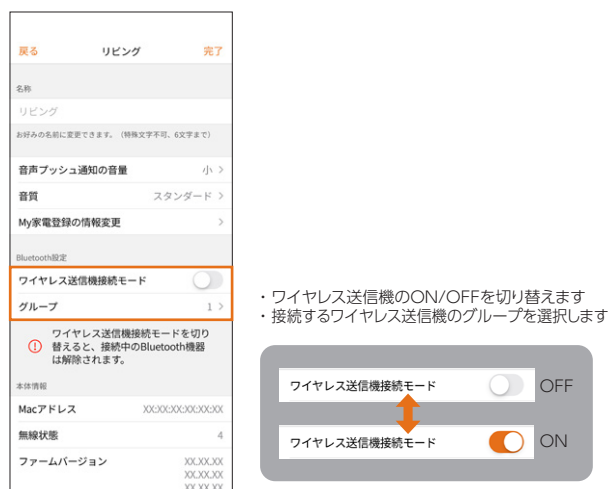 戻る リビング 完了
名称
リビング
お好みの名前に変更できます。（特殊文字不可、6文字まで）
音声プッシュ通知の音量 小 >
音質 スタンダード >
My家電登録の情報変更 >
Bluetooth設定
ワイヤレス送信機接続モード
グループ 1 >
ワイヤレス送信機接続モードを切り
替えると、接続中のBluetooth機器
は解除されます。
本体情報
Macアドレス XX:XX:XX:XX:XX:XX
無線状態 4
ファームバージョン XX.XX.XX
XX.XX.XX
XX.XX.XX
・ワイヤレス送信機のON/OFFを切り替えます
・接続するワイヤレス送信機のグループを選択します
ワイヤレス送信機接続モード OFF
ワイヤレス送信機接続モード ON